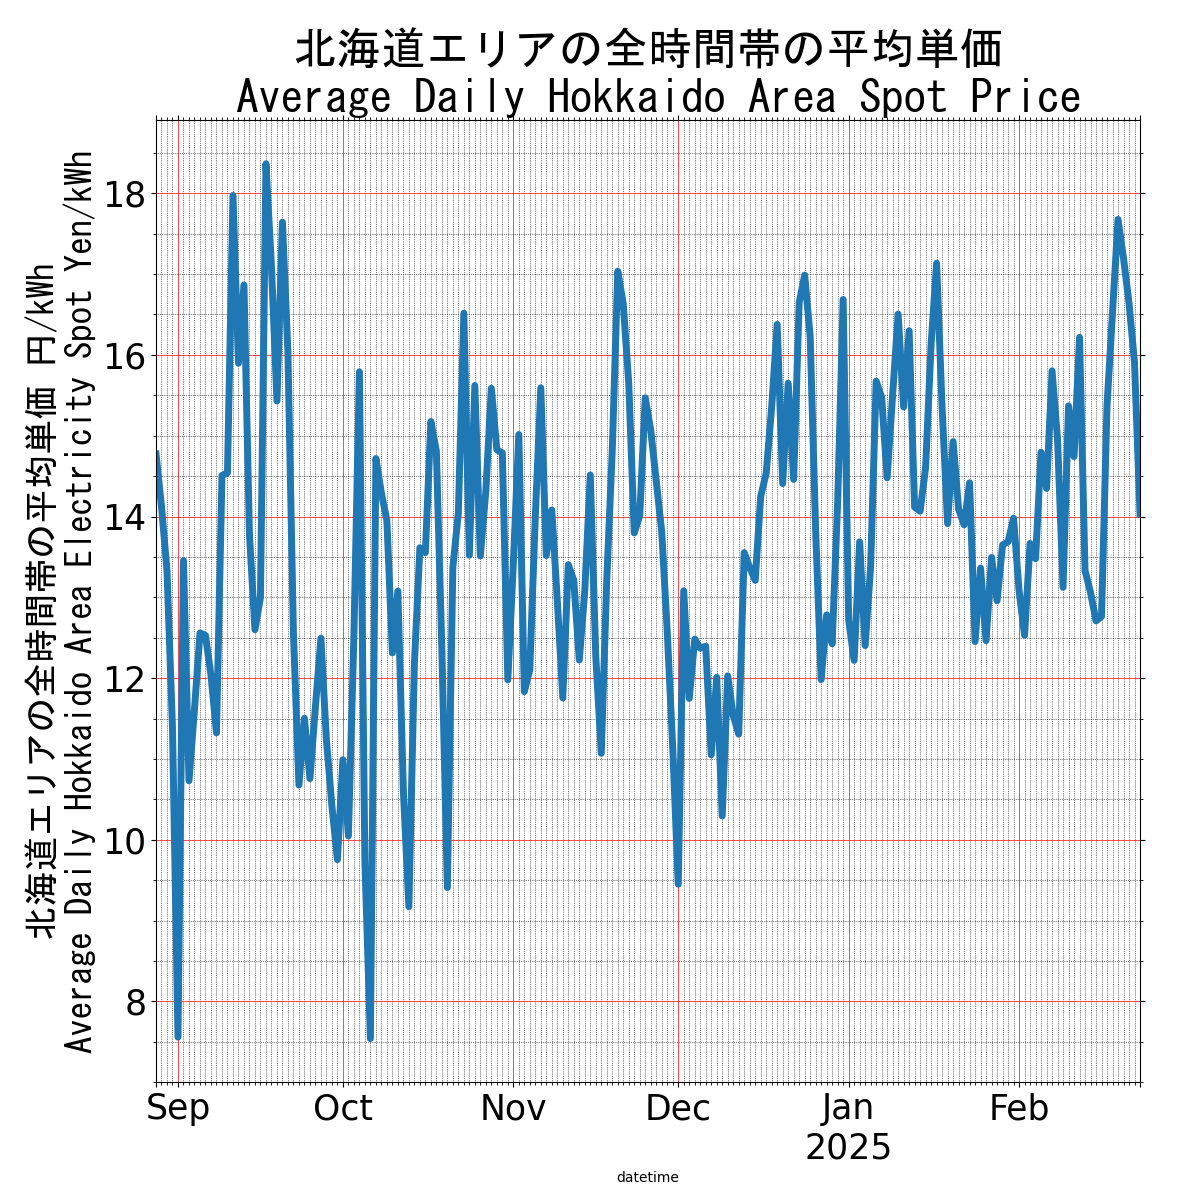 北海道エリアの全時間帯の平均単価
Average Daily Hokkaido Area Spot Price
北海道エリアの全時間帯の平均単価 円/kWh
Average Daily Hokkaido Area Electricity Spot Yen/kWh
18
16
14
12
10
8
Sep Oct Nov Dec Jan Feb
2025
datetime